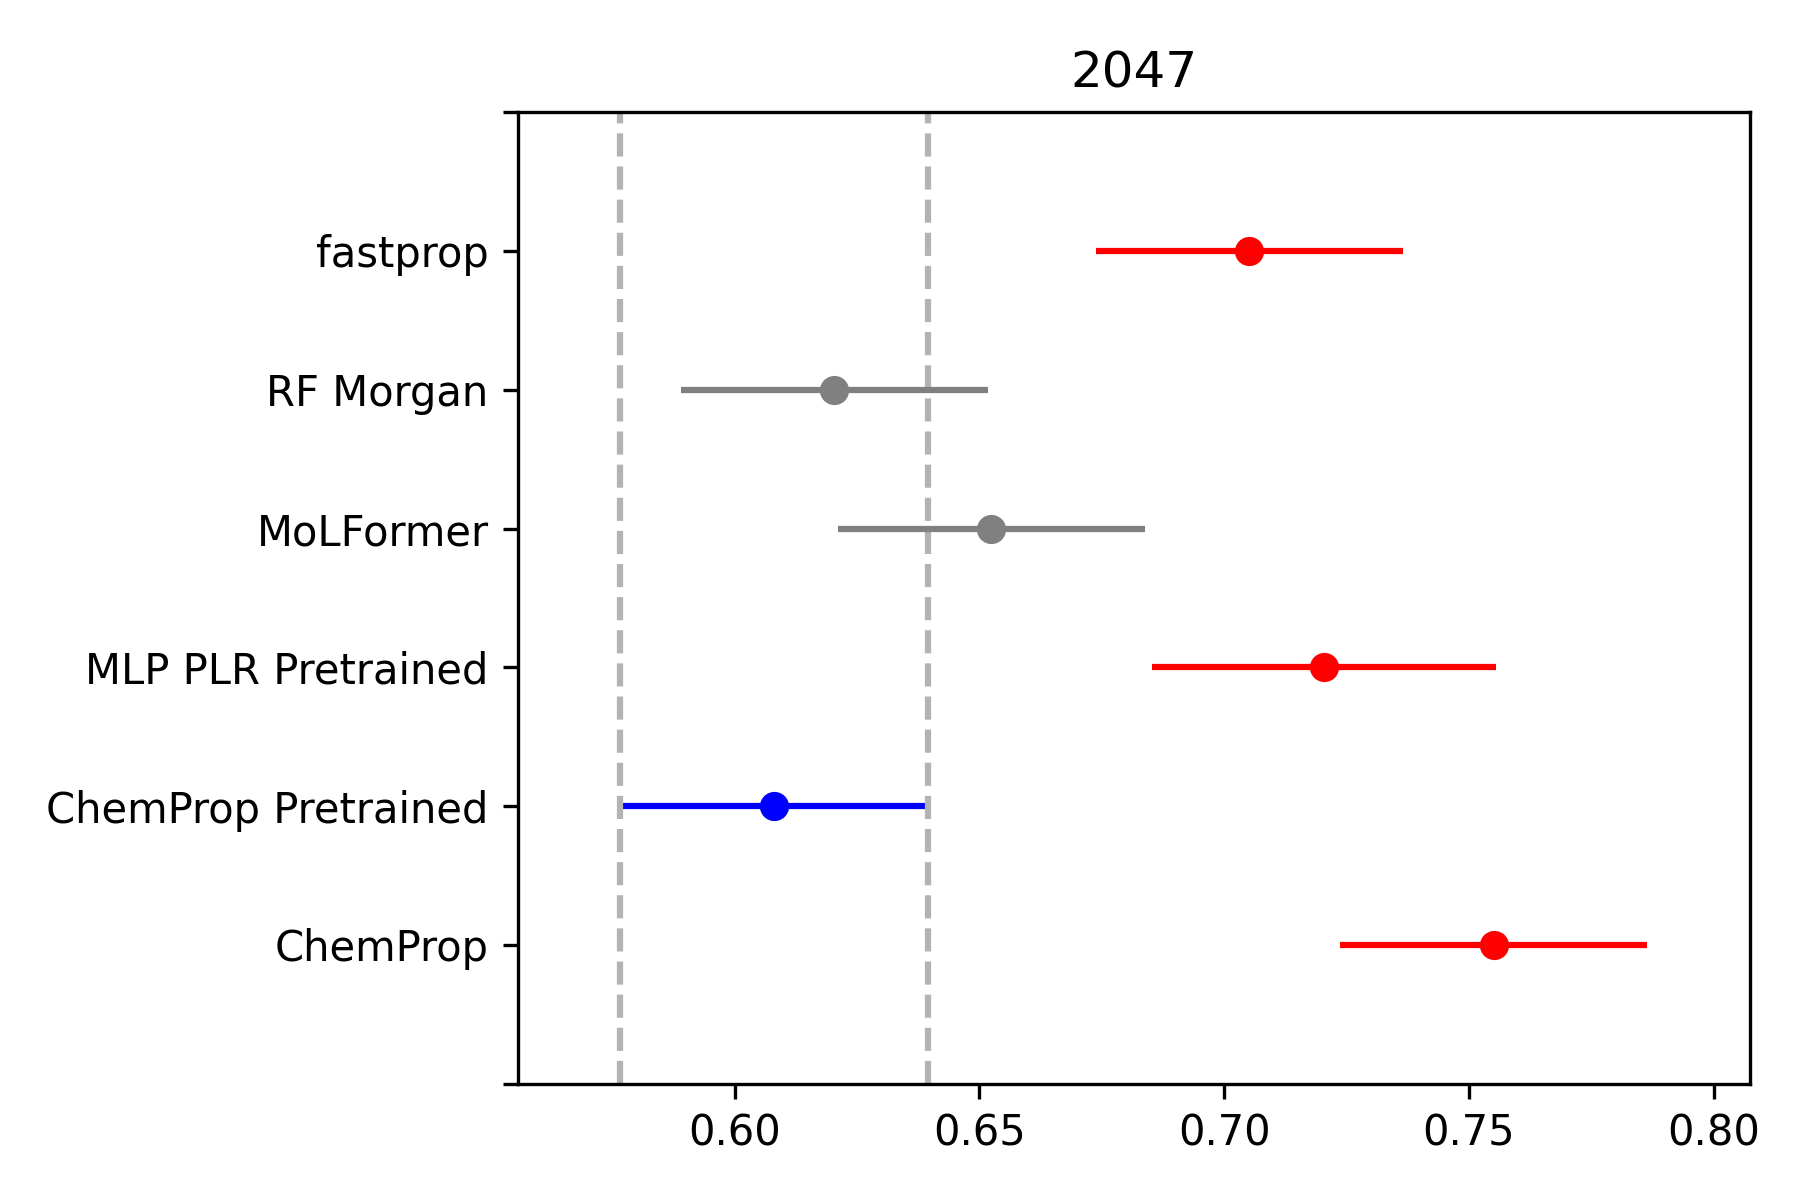 2047
fastprop
RF Morgan
MoLFormer
MLP PLR Pretrained
ChemProp Pretrained
ChemProp
0.60 0.65 0.70 0.75 0.80